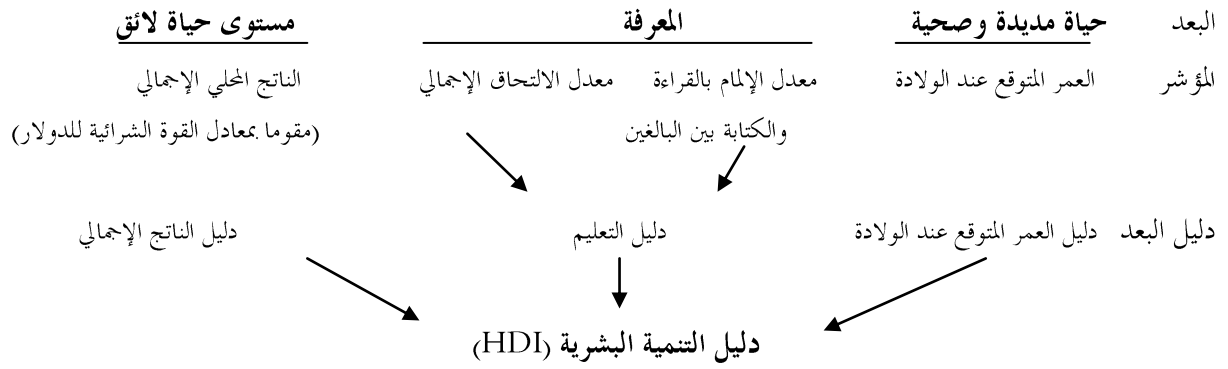 البعد حياة مديدة وصحية المعرفة مستوى حياة لائق
المؤشر العمر المتوقع عند الولادة معدل الإلمام بالقراءة معدل الالتحاق الإجمالي الناتج المحلي الإجمالي
والكتابة بين البالغين (مقوما بمعادل القوة الشرائية للدولار)
دليل البعد دليل العمر المتوقع عند الولادة دليل التعليم دليل الناتج الإجمالي
دليل التنمية البشرية (HDI)